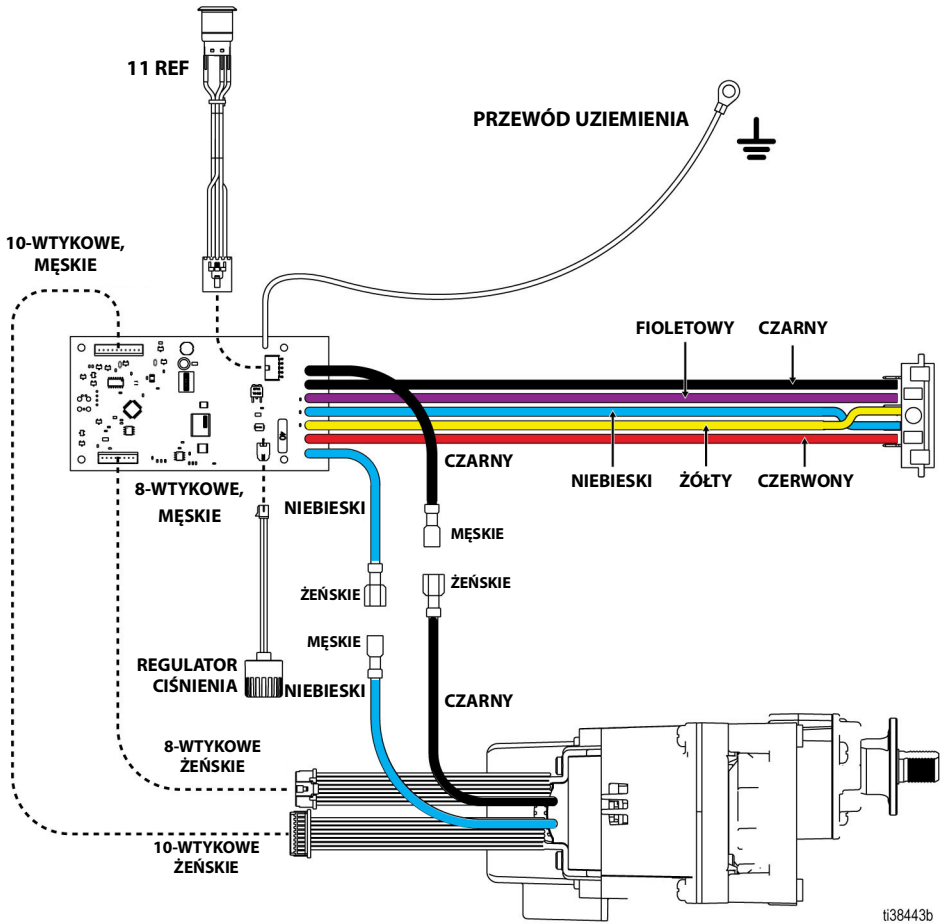 11 REF
PRZEWÓD UZIEMIENIA
10-WTYKOWE,
MĘSKIE
FIOLETOWY
CZARNY
CZARNY
NIEBIESKI
ŻÓŁTY
CZERWONY
8-WTYKOWE,
MĘSKIE
NIEBIESKI
MĘSKIE
ŻEŃSKIE
ŻEŃSKIE
MĘSKIE
REGULATOR
CIŚNIENIA
NIEBIESKI
CZARNY
8-WTYKOWE
ŻEŃSKIE
10-WTYKOWE
ŻEŃSKIE
ti38443b